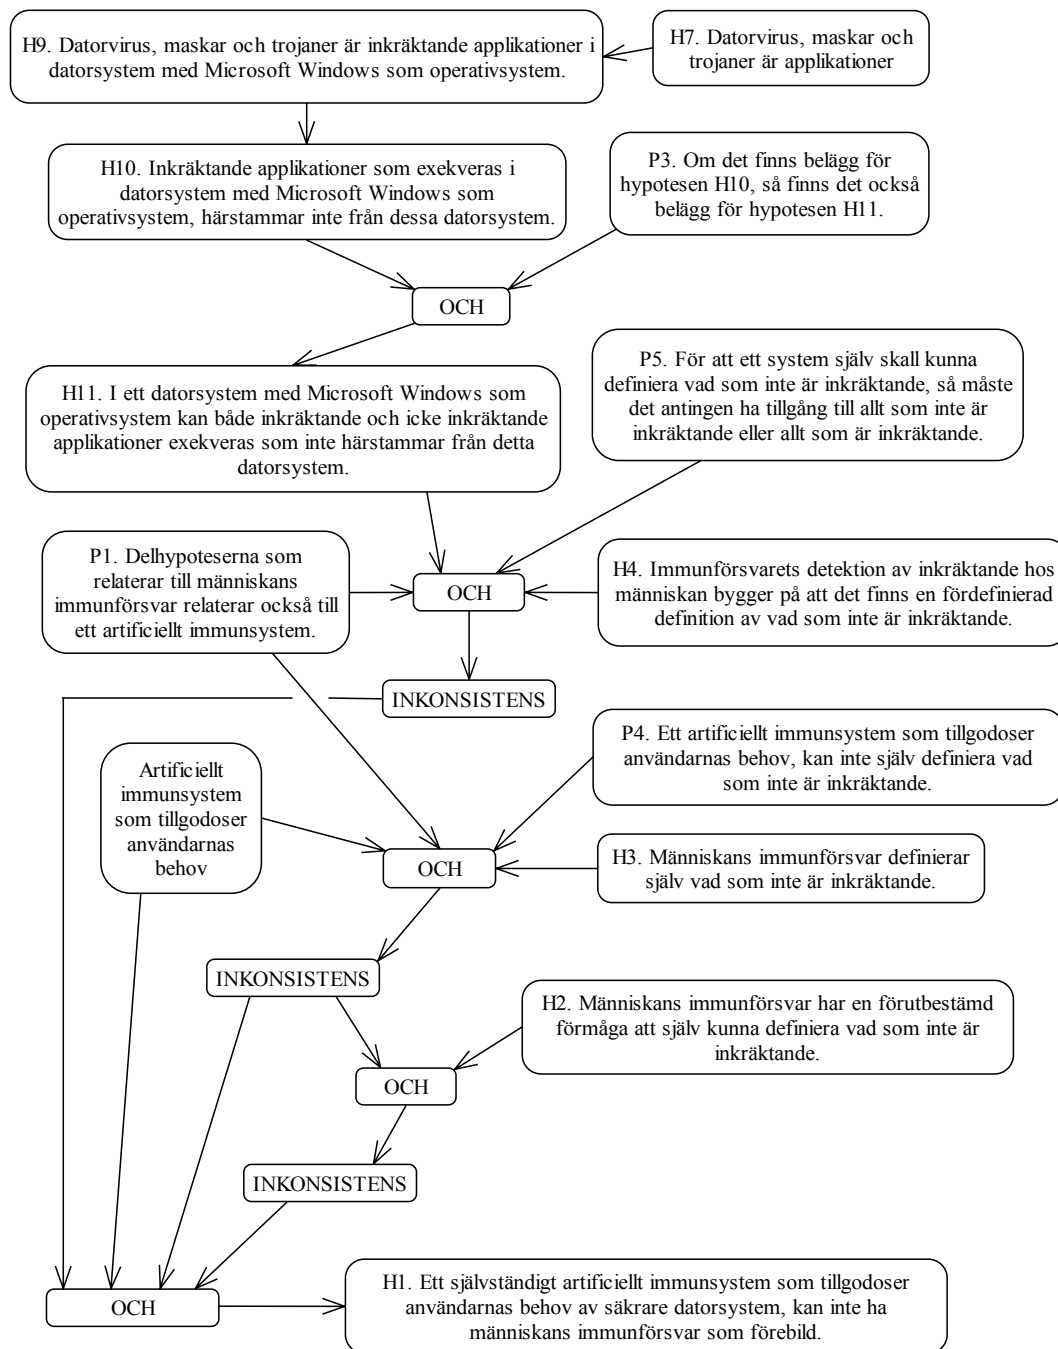 H9. Datorvirus, maskar och trojaner är inkräktande applikationer i
datorsystem med Microsoft Windows som operativsystem.
H7. Datorvirus, maskar och
trojaner är applikationer
H10. Inkräktande applikationer som exekveras i
datorsystem med Microsoft Windows som
operativsystem, härstammar inte från dessa datorsystem.
P3. Om det finns belägg för
hypotesen H10, så finns det också
belägg för hypotesen H11.
OCH
H11. I ett datorsystem med Microsoft Windows som
operativsystem kan både inkräktande och icke inkräktande
applikationer exekveras som inte härstammar från detta
datorsystem.
P5. För att ett system själv skall kunna
definiera vad som inte är inkräktande, så måste
det antingen ha tillgång till allt som inte är
inkräktande eller allt som är inkräktande.
P1. Delhypoteserna som
relaterar till människans
immunförsvar relaterar också till
ett artificiellt immunsystem.
OCH
H4. Immunförsvarets detektion av inkräktande hos
människan bygger på att det finns en fördefinierad
definition av vad som inte är inkräktande.
INKONSISTENS
P4. Ett artificiellt immunsystem som tillgodoser
användarnas behov, kan inte själv definiera vad
som inte är inkräktande.
Artificiellt
immunsystem
som tillgodoser
användarnas
behov
OCH
H3. Människans immunförsvar definierar
själv vad som inte är inkräktande.
INKONSISTENS
H2. Människans immunförsvar har en förutbestämd
förmåga att själv kunna definiera vad som inte är
inkräktande.
OCH
INKONSISTENS
OCH
H1. Ett självständigt artificiellt immunsystem som tillgodoser
användarnas behov av säkrare datorsystem, kan inte ha
människans immunförsvar som förebild.